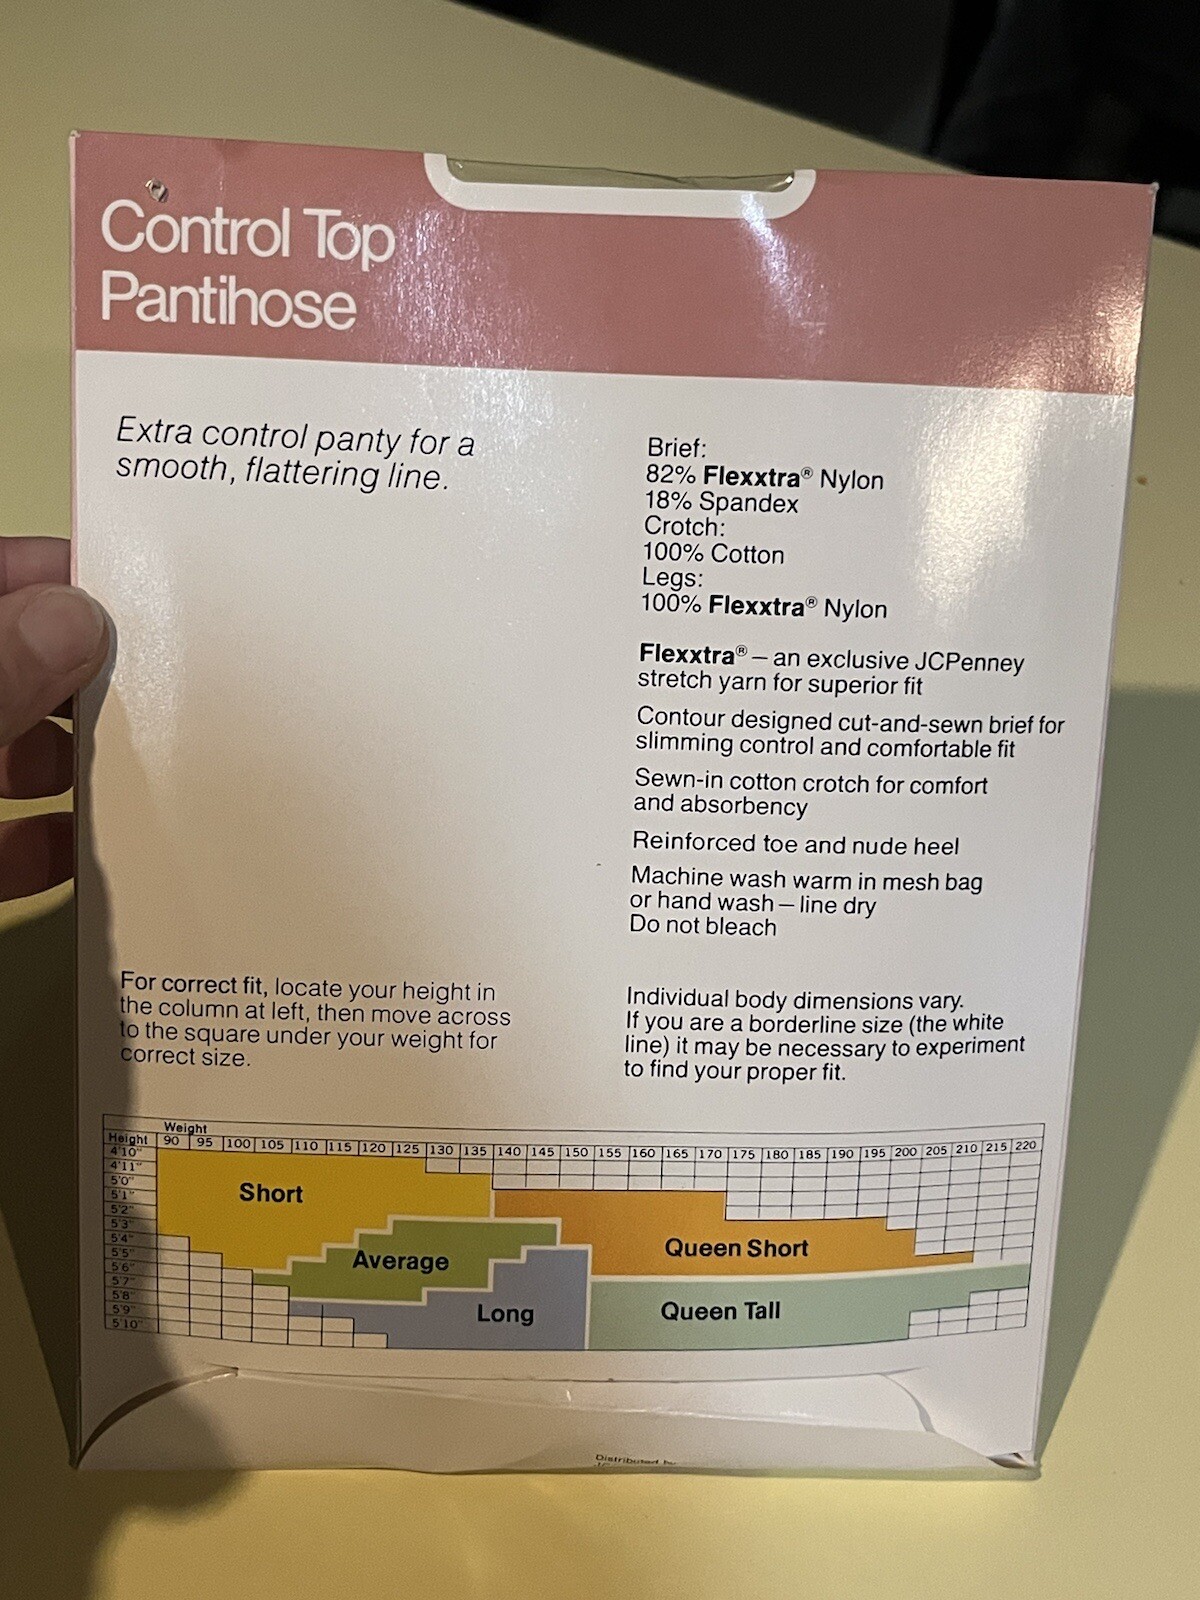 Control Top
Pantihose
Extra control panty for a
smooth, flattering line.
Brief:
82% Flexxtra® Nylon
18% Spandex
Crotch:
100% Cotton
Legs:
100% Flexxtra® Nylon
Flexxtra® – an exclusive JCPenney
stretch yarn for superior fit
Contour designed cut-and-sewn brief for
slimming control and comfortable fit
Sewn-in cotton crotch for comfort
and absorbency
Reinforced toe and nude heel
Machine wash warm in mesh bag
or hand wash – line dry
Do not bleach
For correct fit, locate your height in
the column at left, then move across
to the square under your weight for
correct size.
Individual body dimensions vary.
If you are a borderline size (the white
line) it may be necessary to experiment
to find your proper fit.
Weight
Height 90 95 100 105 110 115 120 125 130 135 140 145 150 155 160 165 170 175 180 185 190 195 200 205 210 215 220
4'10"
4'11"
5'0"
5'1"
5'2"
5'3"
5'4"
5'5"
5'6"
5'7"
5'8"
5'9"
5'10"
Short
Average
Long
Queen Short
Queen Tall
Distributed by